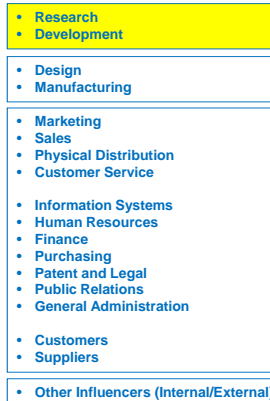 • Research
• Development
• Design
• Manufacturing
• Marketing
• Sales
• Physical Distribution
• Customer Service
• Information Systems
• Human Resources
• Finance
• Purchasing
• Patent and Legal
• Public Relations
• General Administration
• Customers
• Suppliers
• Other Influencers (Internal/External)